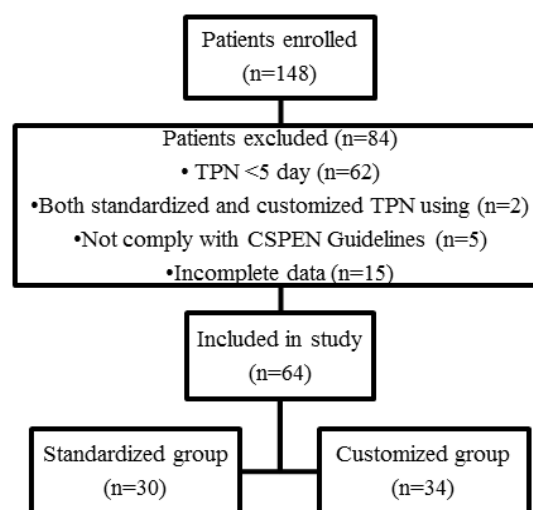 Patients enrolled
(n=148)
Patients excluded (n=84)
• TPN <5 day (n=62)
•Both standardized and customized TPN using (n=2)
•Not comply with CSPEN Guidelines (n=5)
•Incomplete data (n=15)
Included in study
(n=64)
Standardized group
(n=30)
Customized group
(n=34)